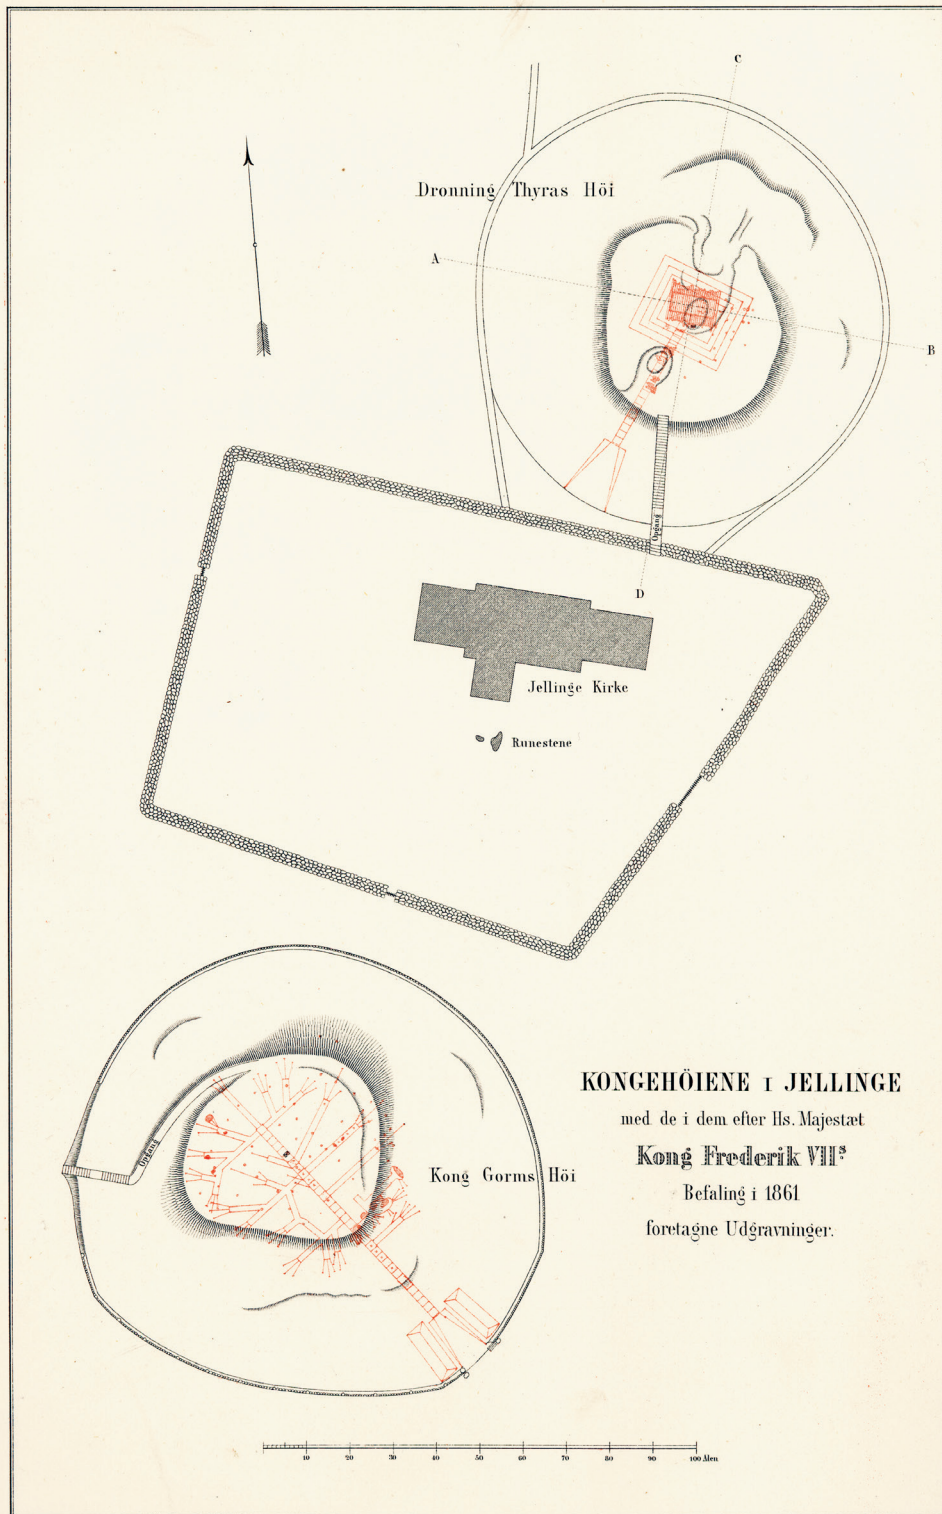 C
Dronning Thyras Höi
A
B
Opgang
D
Jellinge Kirke
Runestene
KONGEHÖIENE I JELLINGE
med de i dem efter Hs. Majestæt
Kong Frederik VIIs
Befaling i 1861
foretagne Udgravninger.
Opgang
Kong Gorms Höi
10 20 30 40 50 60 70 80 90 100 Alen